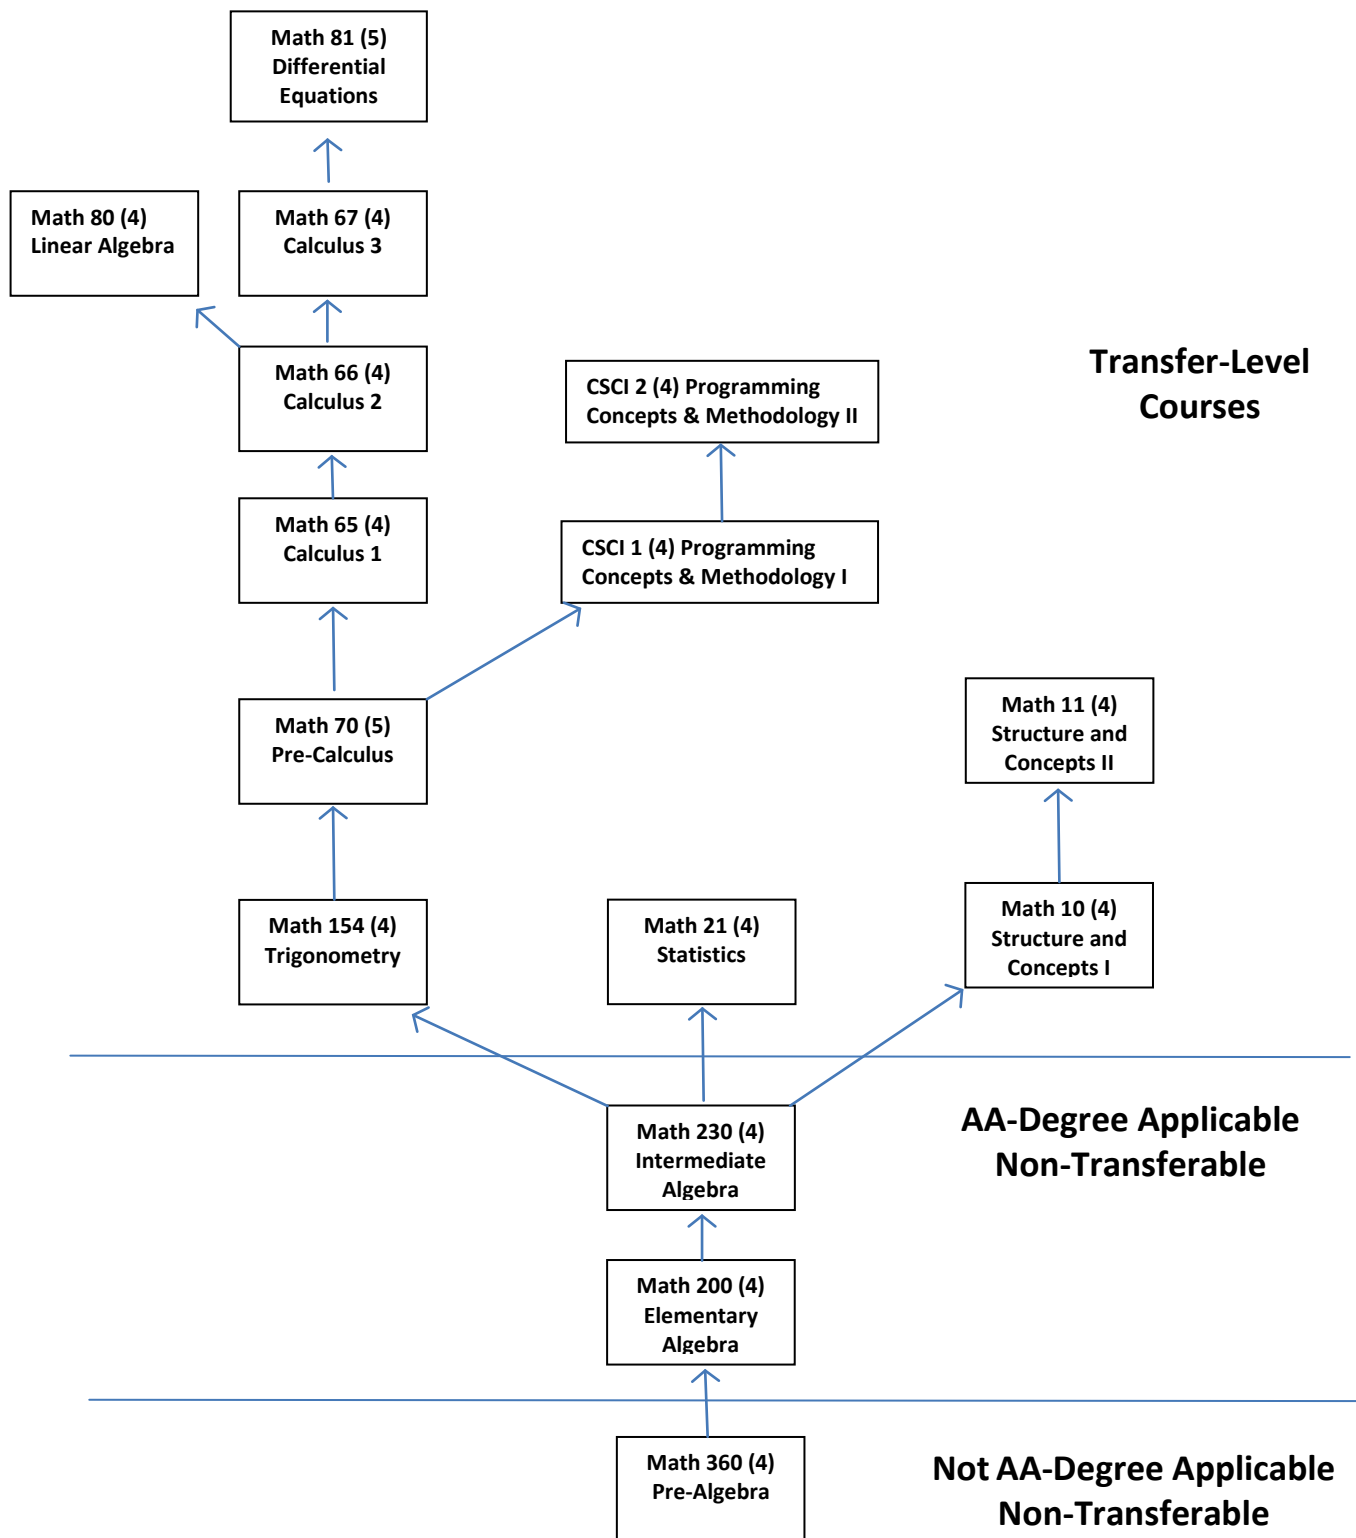 Math 81 (5)
Differential
Equations
Math 80 (4)
Linear Algebra
Math 67 (4)
Calculus 3
Math 66 (4)
Calculus 2
CSCI 2 (4) Programming
Concepts & Methodology II
Transfer-Level
Courses
Math 65 (4)
Calculus 1
CSCI 1 (4) Programming
Concepts & Methodology I
Math 70 (5)
Pre-Calculus
Math 11 (4)
Structure and
Concepts II
Math 154 (4)
Trigonometry
Math 21 (4)
Statistics
Math 10 (4)
Structure and
Concepts I
Math 230 (4)
Intermediate
Algebra
AA-Degree Applicable
Non-Transferable
Math 200 (4)
Elementary
Algebra
Math 360 (4)
Pre-Algebra
Not AA-Degree Applicable
Non-Transferable